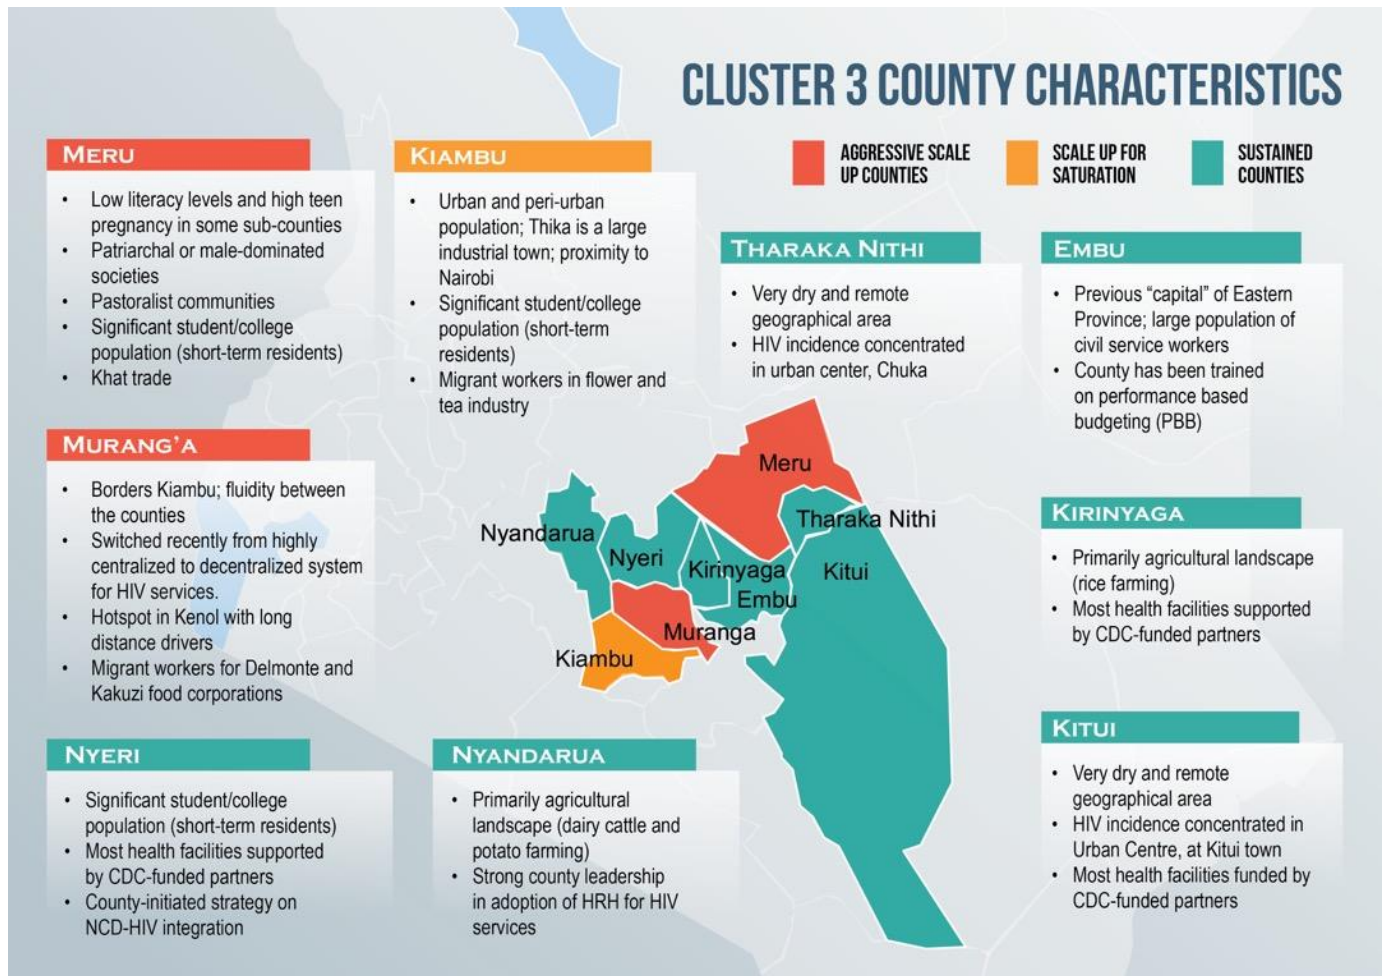 CLUSTER 3 COUNTY CHARACTERISTICS
AGGRESSIVE SCALE
UP COUNTIES
SCALE UP FOR
SATURATION
SUSTAINED
COUNTIES
MERU
• Low literacy levels and high teen
pregnancy in some sub-counties
• Patriarchal or male-dominated
societies
• Pastoralist communities
• Significant student/college
population (short-term residents)
• Khat trade
KIAMBU
• Urban and peri-urban
population; Thika is a large
industrial town; proximity to
Nairobi
• Significant student/college
population (short-term
residents)
• Migrant workers in flower and
tea industry
THARAKA NITHI
• Very dry and remote
geographical area
• HIV incidence concentrated
in urban center, Chuka
EMBU
• Previous “capital” of Eastern
Province; large population of
civil service workers
• County has been trained
on performance based
budgeting (PBB)
MURANG’A
• Borders Kiambu; fluidity between
the counties
• Switched recently from highly
centralized to decentralized system
for HIV services.
• Hotspot in Kenol with long
distance drivers
• Migrant workers for Delmonte and
Kakuzi food corporations
Meru
Tharaka Nithi
Nyandarua
Nyeri
Kirinyaga
Kitui
Embu
Muranga
Kiambu
KIRINYAGA
• Primarily agricultural landscape
(rice farming)
• Most health facilities supported
by CDC-funded partners
NYERI
• Significant student/college
population (short-term residents)
• Most health facilities supported
by CDC-funded partners
• County-initiated strategy on
NCD-HIV integration
NYANDARUA
• Primarily agricultural
landscape (dairy cattle and
potato farming)
• Strong county leadership
in adoption of HRH for HIV
services
KITUI
• Very dry and remote
geographical area
• HIV incidence concentrated in
Urban Centre, at Kitui town
• Most health facilities funded by
CDC-funded partners